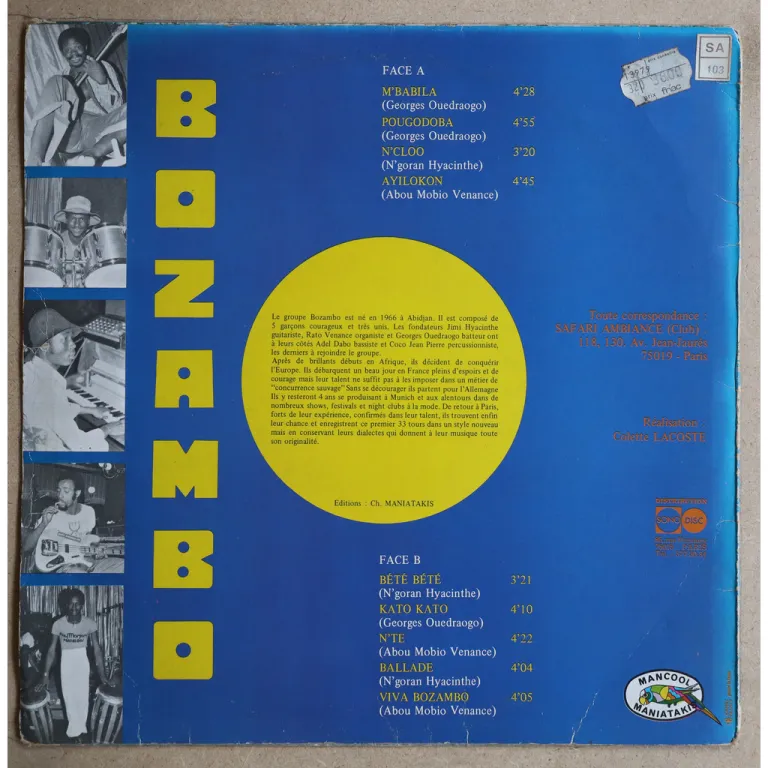 BOZAMBO
FACE A
M'BABILA 4'28
(Georges Ouedraogo)
POUGODOBA 4'55
(Georges Ouedraogo)
N'CLOO 3'20
(N'goran Hyacinthe)
AYILOKON 4'45
(Abou Mobio Venance)
SA
103
Le groupe Bozambo est né en 1966 à Abidjan. Il est composé de
5 garçons courageux et très unis. Les fondateurs Jimi Hyacinthe
guitariste, Rato Venance organiste et Georges Ouedraogo batteur ont
à leurs côtés Adel Dabo bassiste et Coco Jean Pierre percussionniste,
les derniers à rejoindre le groupe.
Après de brillants débuts en Afrique, ils décident de conquérir
l'Europe. Ils débarquent un beau jour en France pleins d'espoirs et de
courage mais leur talent ne suffit pas à les imposer dans un métier de
"concurrence sauvage" Sans se décourager ils partent pour l'Allemagne
Ils y resteront 4 ans se produisant à Munich et aux alentours dans de
nombreux shows, festivals et night clubs à la mode. De retour à Paris,
forts de leur expérience, confirmés dans leur talent, ils trouvent enfin
leur chance et enregistrent ce premier 33 tours dans un style nouveau
mais en conservant leurs dialectes qui donnent à leur musique toute
son originalité.
Editions : Ch. MANIATAKIS
Toute correspondance :
SAFARI AMBIANCE (Club) -
118, 130, Av. Jean-Jaurès
75019 - Paris
Réalisation
Colette LACOSTE
DISTRIBUTION
SONO DISC
FACE B
BÉTÈ BÉTÉ 3'21
(N'goran Hyacinthe)
KATO KATO 4'10
(Georges Ouedraogo)
N'TE 4'22
(Abou Mobio Venance)
BALLADE 4'04
(N'goran Hyacinthe)
VIVA BOZAMBO 4'05
(Abou Mobio Venance)
MANCOOL
MANIATAKIS